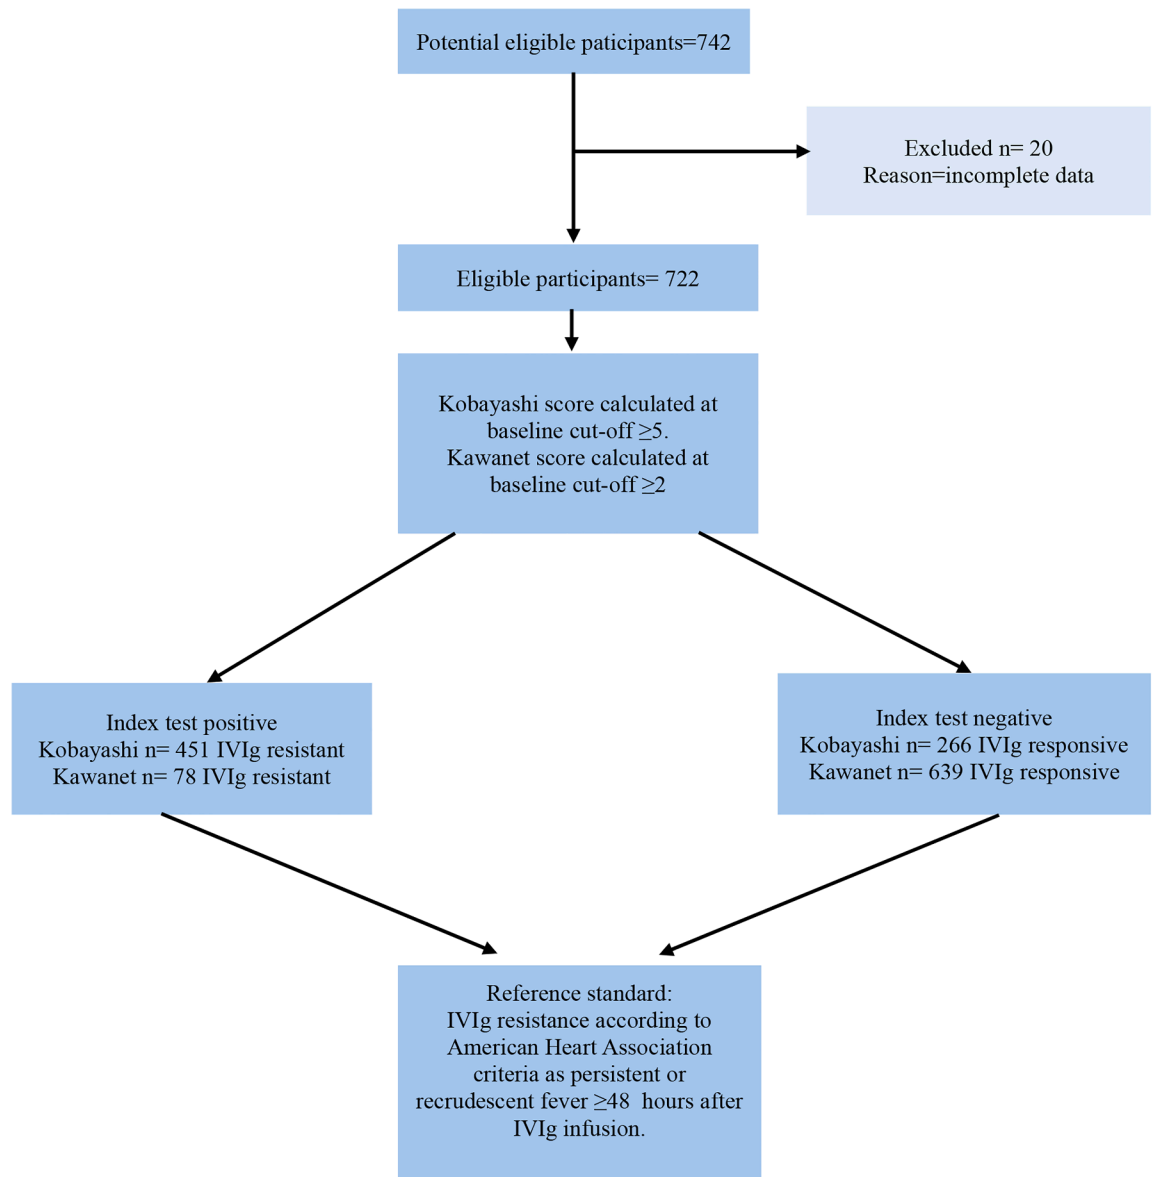 Potential eligible paticipants=742
Excluded n= 20
Reason=incomplete data
Eligible participants= 722
Kobayashi score calculated at
baseline cut-off ≥5.
Kawanet score calculated at
baseline cut-off ≥2
Index test positive
Kobayashi n= 451 IVIg resistant
Kawanet n= 78 IVIg resistant
Index test negative
Kobayashi n= 266 IVIg responsive
Kawanet n= 639 IVIg responsive
Reference standard:
IVIg resistance according to
American Heart Association
criteria as persistent or
recrudescent fever ≥48 hours after
IVIg infusion.